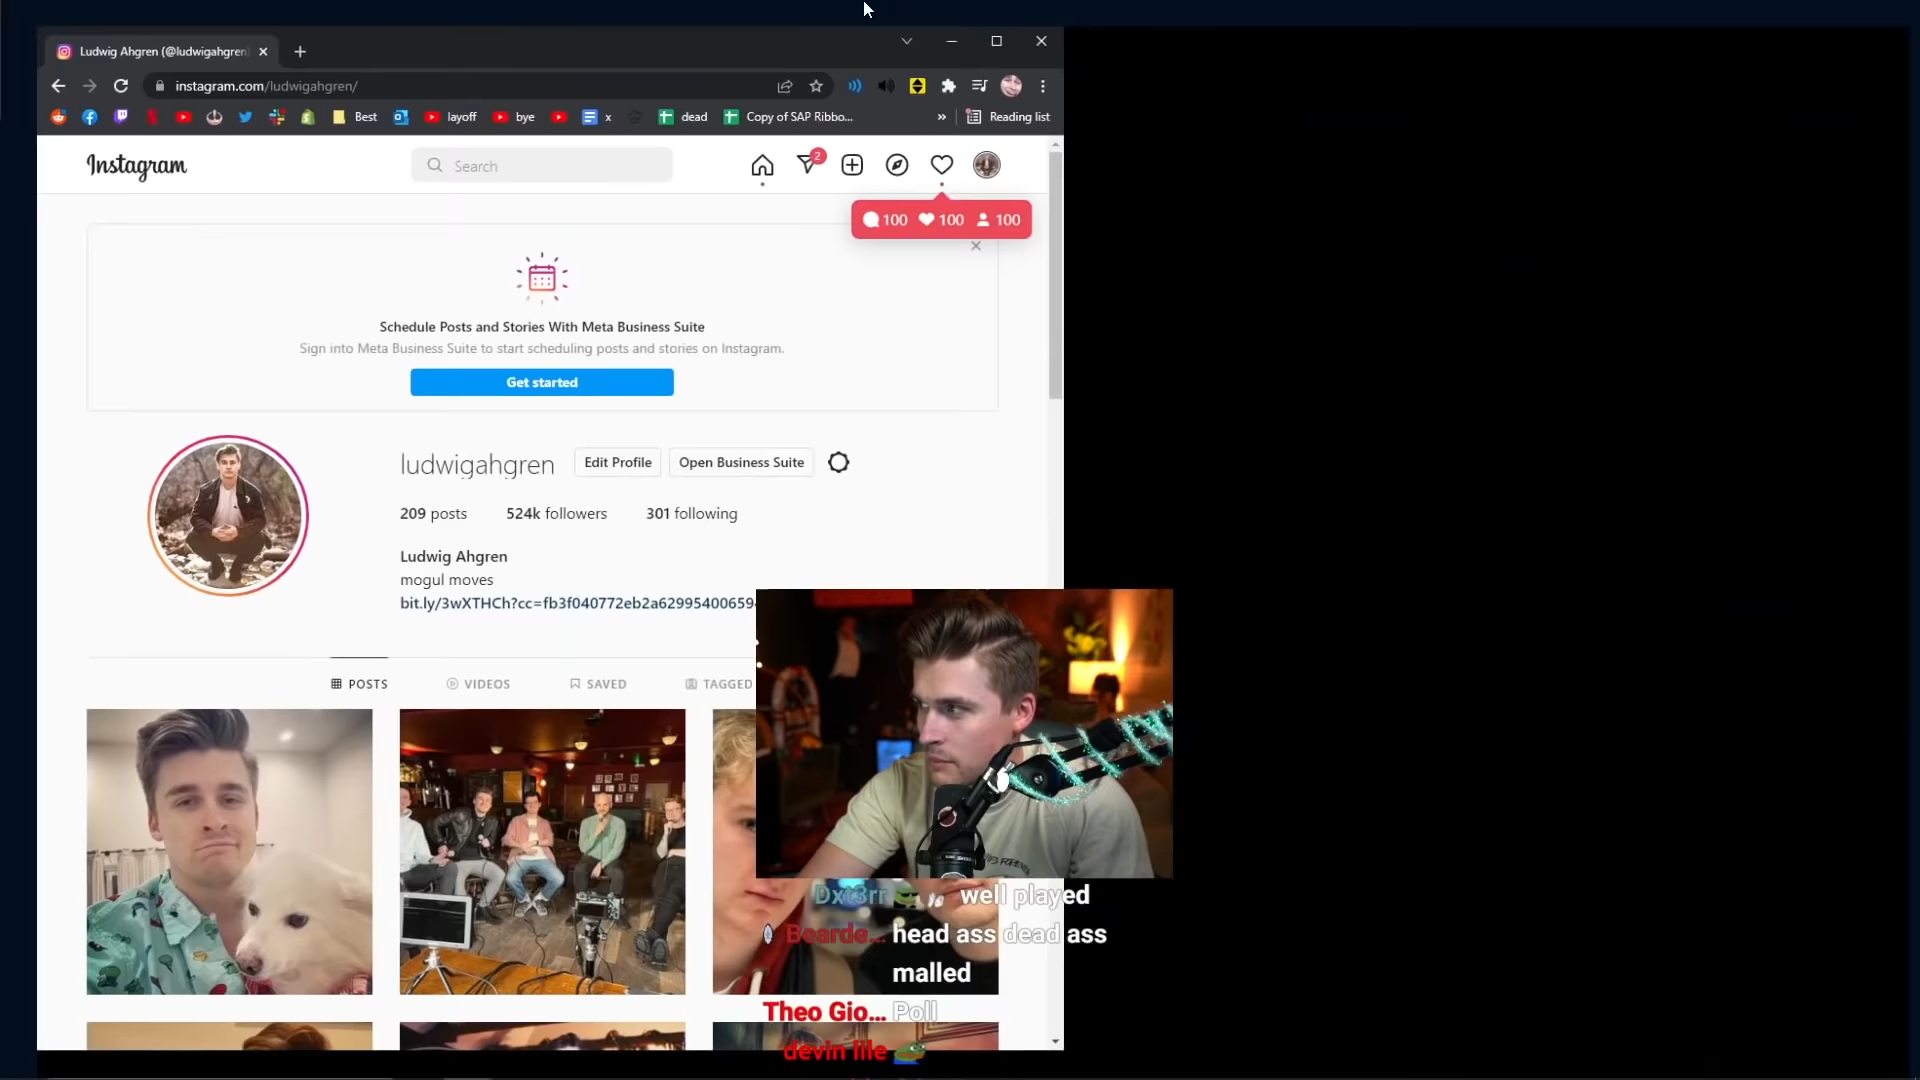 Ludwig Ahgren (@ludwigahgren)
instagram.com/ludwigahgren/
Best
layoff
bye
x
dead
Copy of SAP Ribbo...
»
Reading list
Instagram
Search
2
100 100 100
Schedule Posts and Stories With Meta Business Suite
Sign into Meta Business Suite to start scheduling posts and stories on Instagram.
Get started
ludwigahgren
Edit Profile
Open Business Suite
209 posts
524k followers
301 following
Ludwig Ahgren
mogul moves
bit.ly/3wXTHCh?cc=fb3f040772eb2a62995400659
POSTS
VIDEOS
SAVED
TAGGED
Dxt3rr well played
Bearde... head ass dead ass
malled
Theo Gio... Poll
devin lile